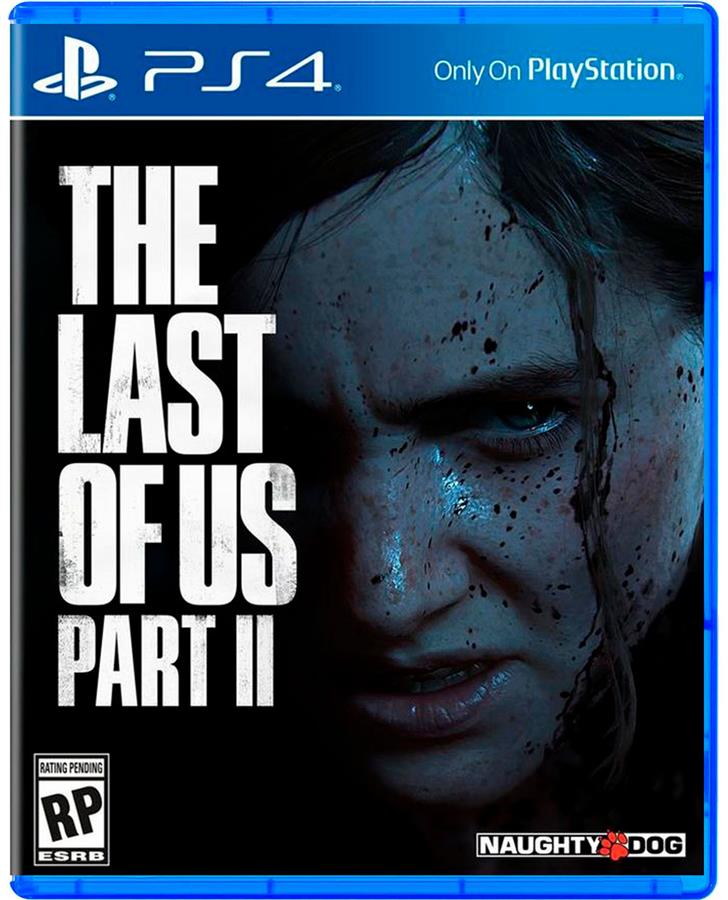 PS4
Only On PlayStation
THE
LAST
OF US
PART II
RATING PENDING
RP
ESRB
NAUGHTY DOG